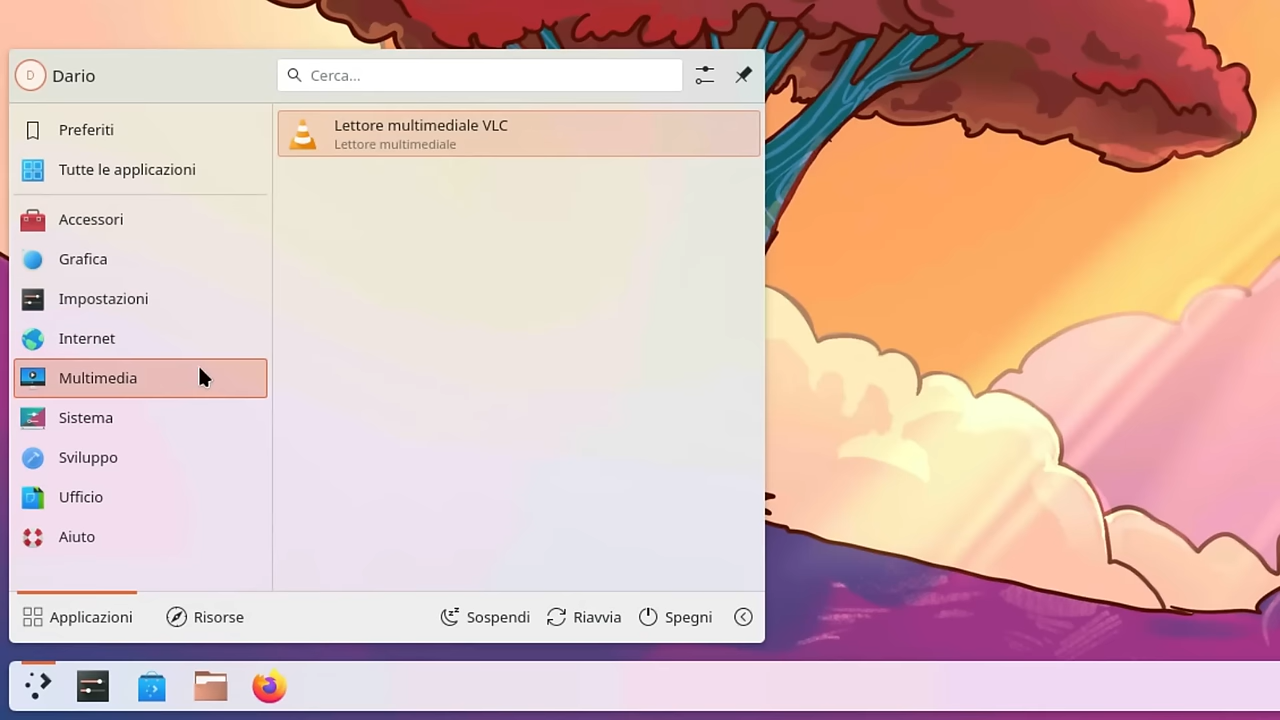 D
Dario
Cerca...
Preferiti
Tutte le applicazioni
Accessori
Grafica
Impostazioni
Internet
Multimedia
Sistema
Sviluppo
Ufficio
Aiuto
Lettore multimediale VLC
Lettore multimediale
Applicazioni
Risorse
Sospendi
Riavvia
Spegni